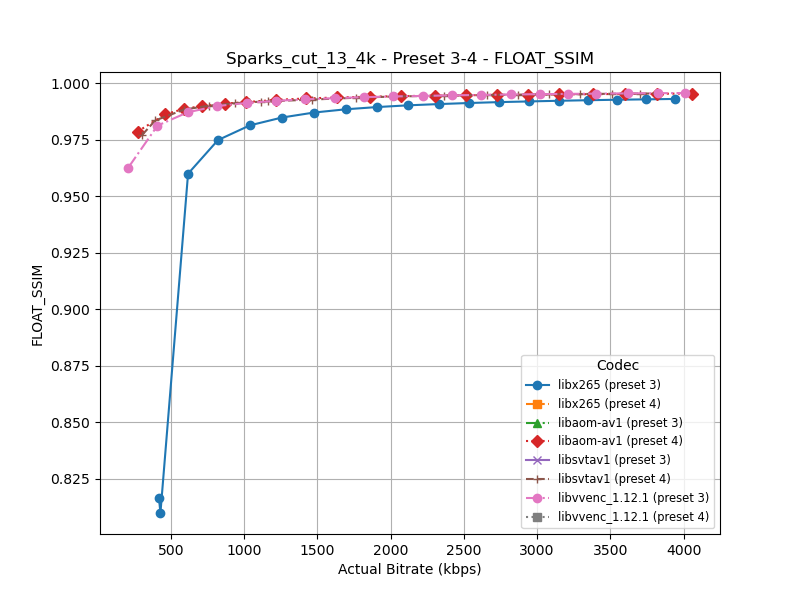 Sparks_cut_13_4k - Preset 3-4 - FLOAT_SSIM
1.000
0.975
0.950
0.925
0.900
0.875
0.850
0.825
FLOAT_SSIM
Codec
libx265 (preset 3)
libx265 (preset 4)
libaom-av1 (preset 3)
libaom-av1 (preset 4)
libsvtav1 (preset 3)
libsvtav1 (preset 4)
libvvenc_1.12.1 (preset 3)
libvvenc_1.12.1 (preset 4)
500 1000 1500 2000 2500 3000 3500 4000
Actual Bitrate (kbps)